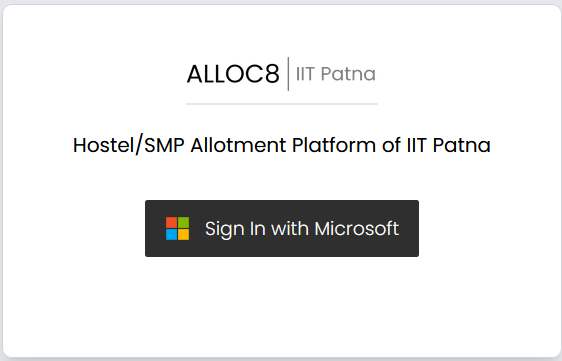 ALLOC8 IIT Patna
Hostel/SMP Allotment Platform of IIT Patna
Sign In with Microsoft